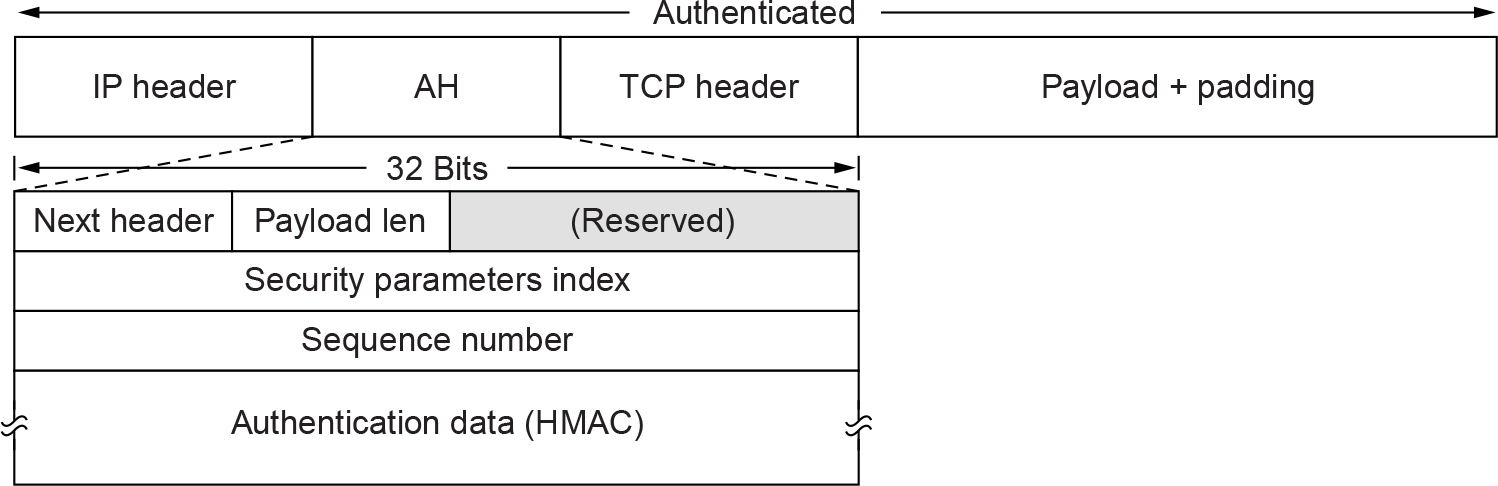 Authenticated
IP header AH TCP header Payload + padding
32 Bits
Next header Payload len (Reserved)
Security parameters index
Sequence number
Authentication data (HMAC)